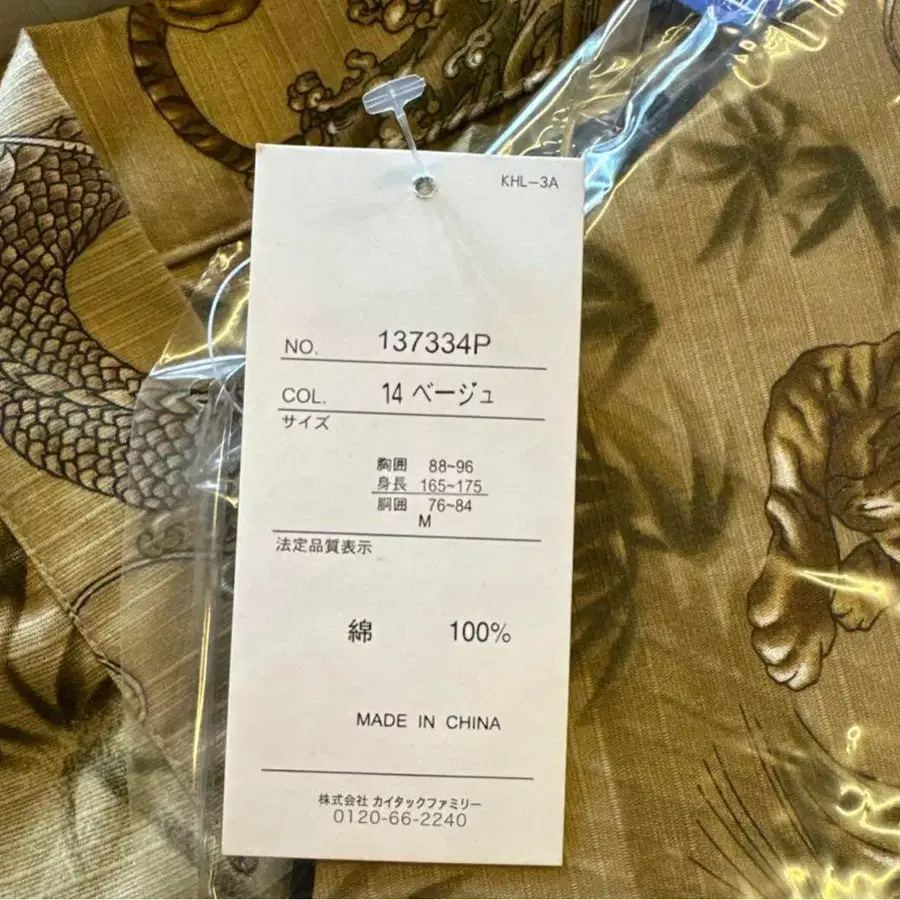 KHL-3A
NO. 137334P
COL. 14 ベージュ
サイズ
胸囲 88~96
身長 165~175
胴囲 76~84
M
法定品質表示
綿 100%
MADE IN CHINA
株式会社 カイタックファミリー
0120-66-2240